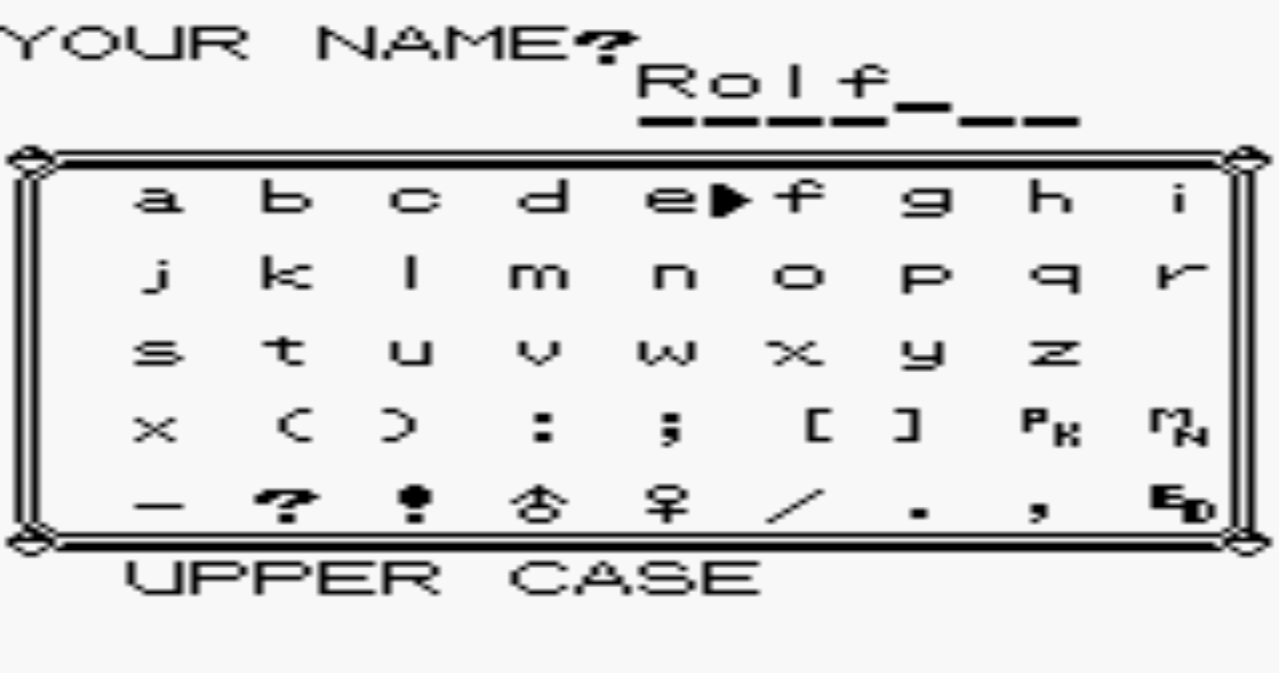 YOUR NAME?
Rolf
a b c d e ▶ f g h i
j k l m n o p q r
s t u v w x y z
× ( ) : ; [ ] PK MN
- ? ! ♂ ♀ / . , ED
UPPER CASE